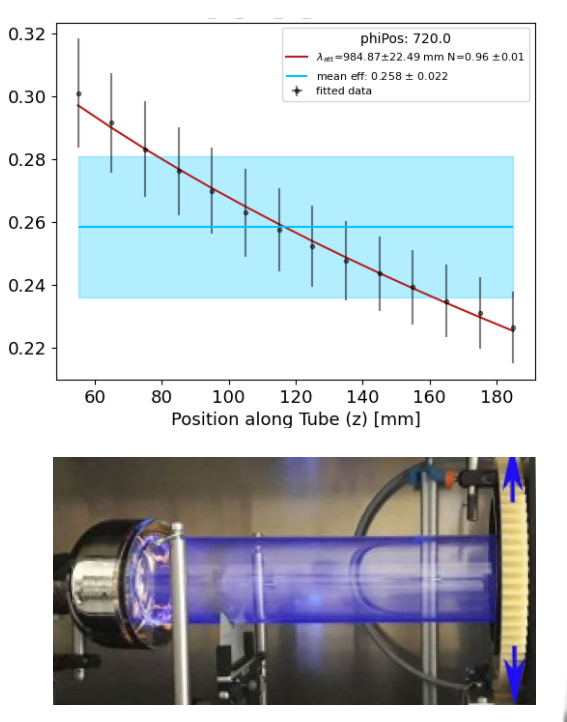 phiPos: 720.0
λatt=984.87±22.49 mm N=0.96 ±0.01
mean eff: 0.258 ± 0.022
fitted data
0.32
0.30
0.28
0.26
0.24
0.22
60 80 100 120 140 160 180
Position along Tube (z) [mm]